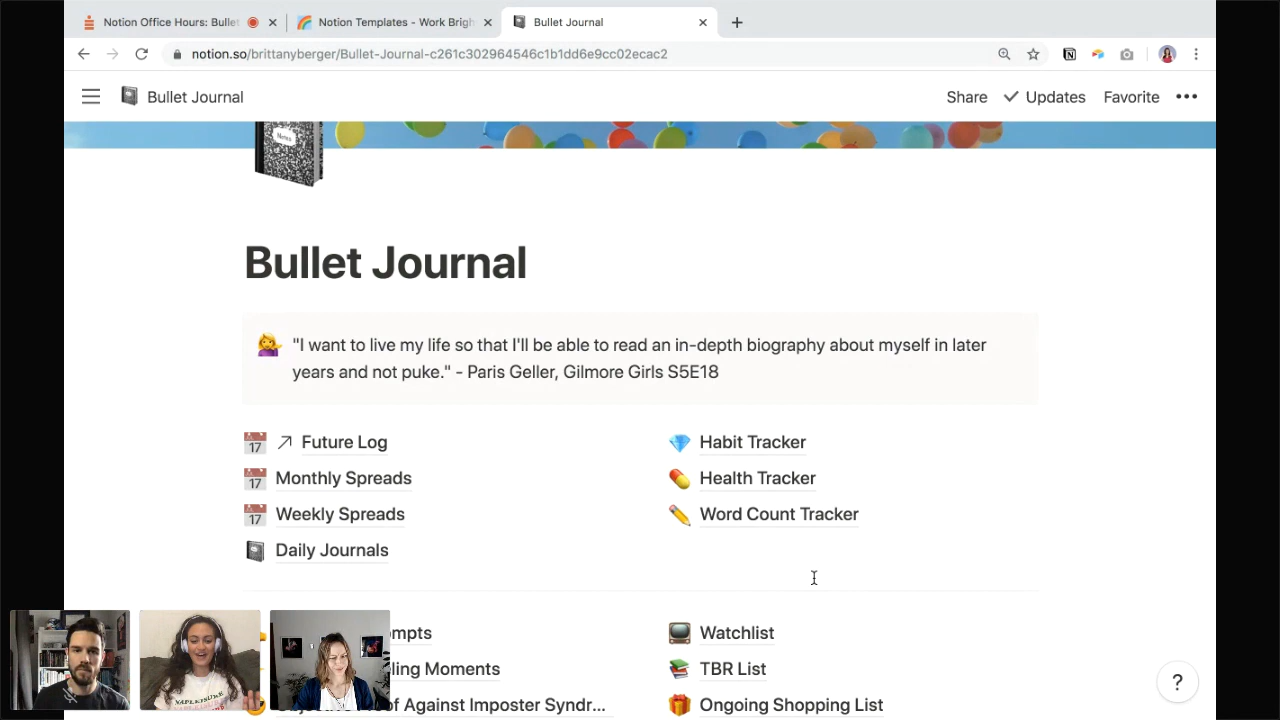 Notion Office Hours: Bullet
Notion Templates - Work Brigh
Bullet Journal
notion.so/brittanyberger/Bullet-Journal-c261c302964546c1b1dd6e9cc02ecac2
Bullet Journal
Share
Updates
Favorite
Bullet Journal
"I want to live my life so that I'll be able to read an in-depth biography about myself in later
years and not puke." - Paris Geller, Gilmore Girls S5E18
17 Future Log
17 Monthly Spreads
17 Weekly Spreads
Daily Journals
Habit Tracker
Health Tracker
Word Count Tracker
Against Imposter Syndr...
Watchlist
TBR List
Ongoing Shopping List
?